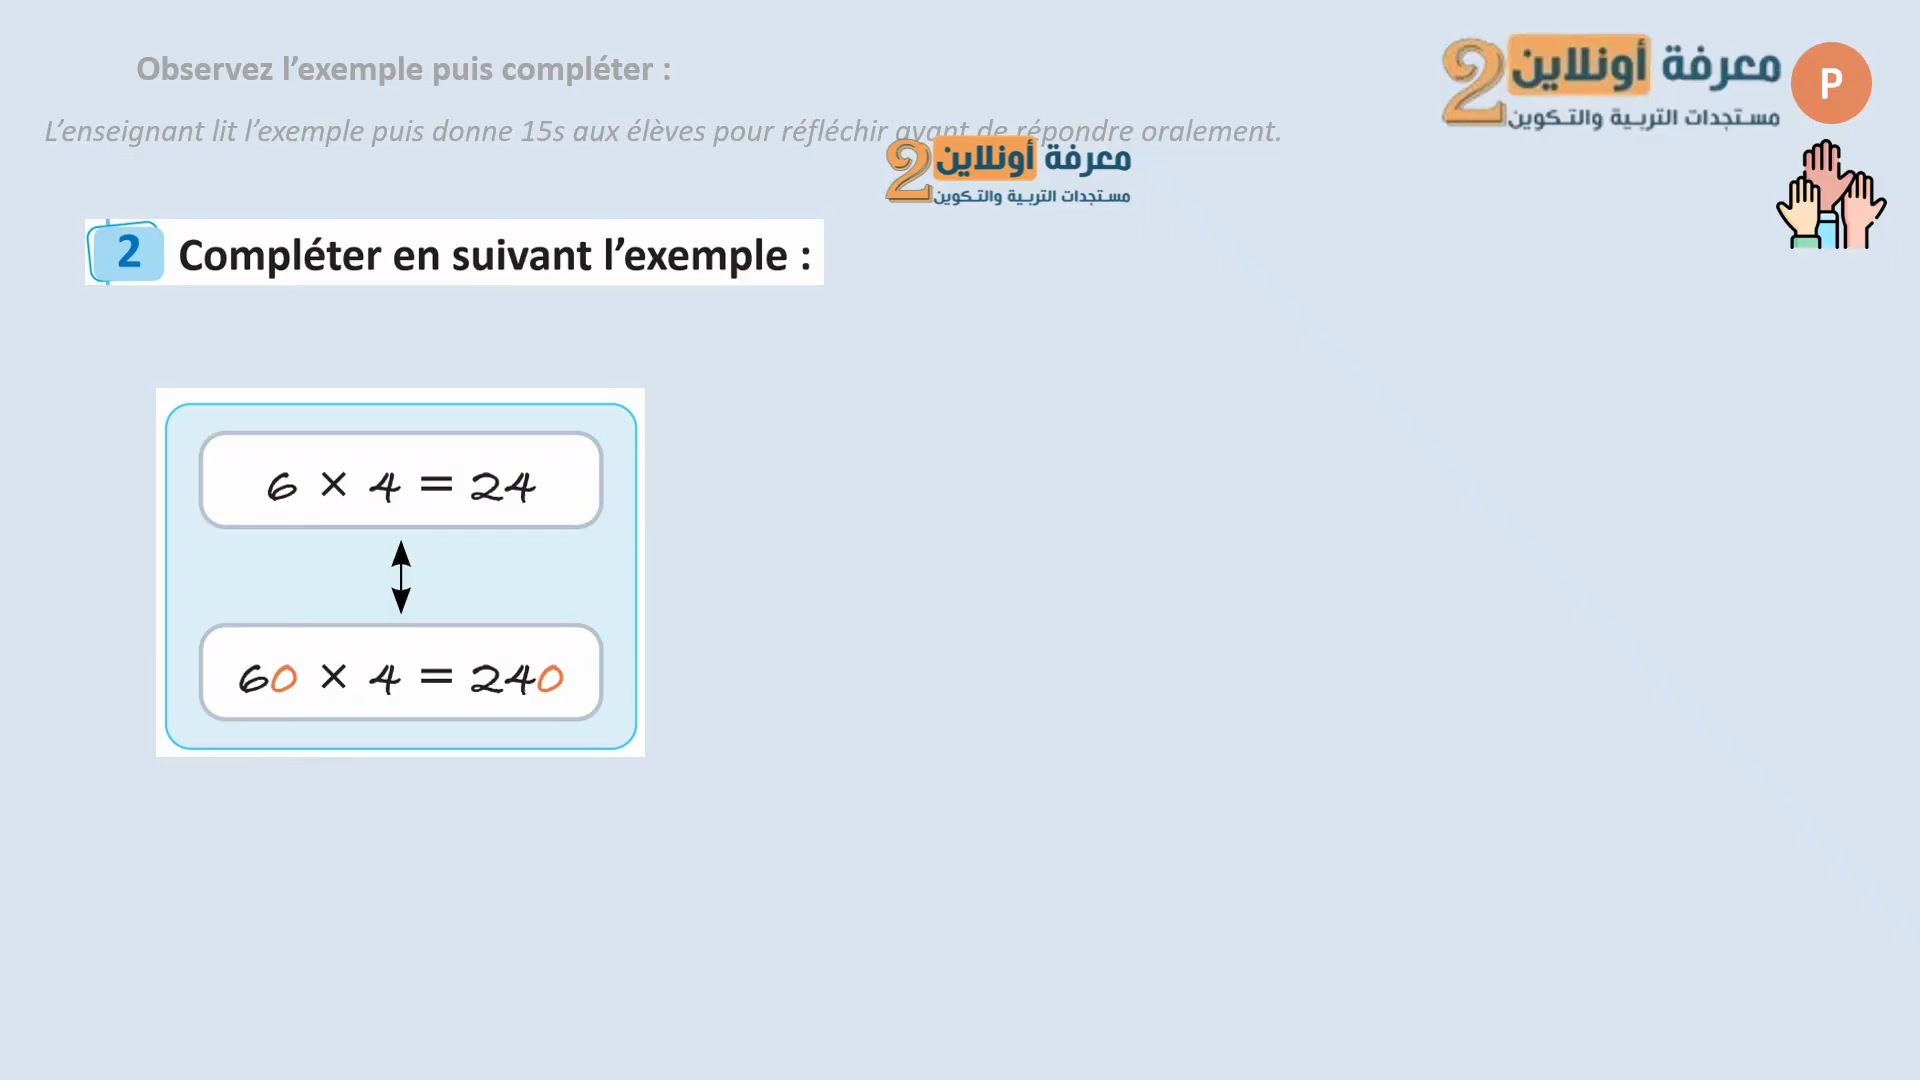 Observez l’exemple puis compléter :
L’enseignant lit l’exemple puis donne 15s aux élèves pour réfléchir avant de répondre oralement.
معرفة أونلاين 2
مستجدات التربية والتكوين
P
معرفة أونلاين 2
مستجدات التربية والتكوين
2 Compléter en suivant l’exemple :
6 × 4 = 24
60 × 4 = 240